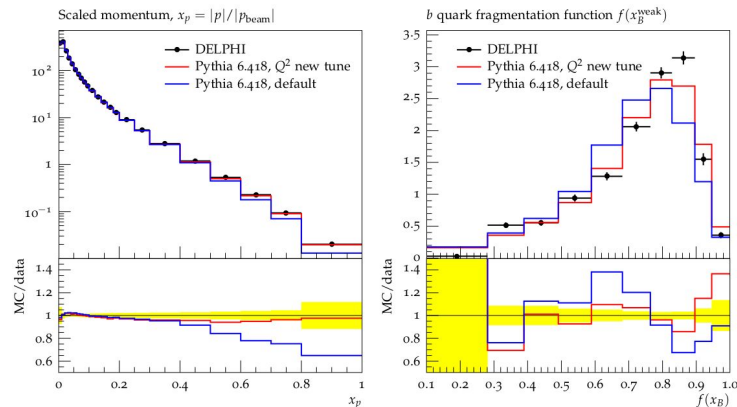 Scaled momentum, x_p = |p|/|p_beam|
DELPHI
Pythia 6.418, Q² new tune
Pythia 6.418, default
10²
10¹
1
10⁻¹
MC/data
1.4
1.2
1
0.8
0.6
0 0.2 0.4 0.6 0.8 1
x_p
b quark fragmentation function f(x_B^weak)
DELPHI
Pythia 6.418, Q² new tune
Pythia 6.418, default
3.5
3
2.5
2
1.5
1
0.5
0
MC/data
1.4
1.2
1
0.8
0.6
0.1 0.2 0.3 0.4 0.5 0.6 0.7 0.8 0.9 1.0
f(x_B)